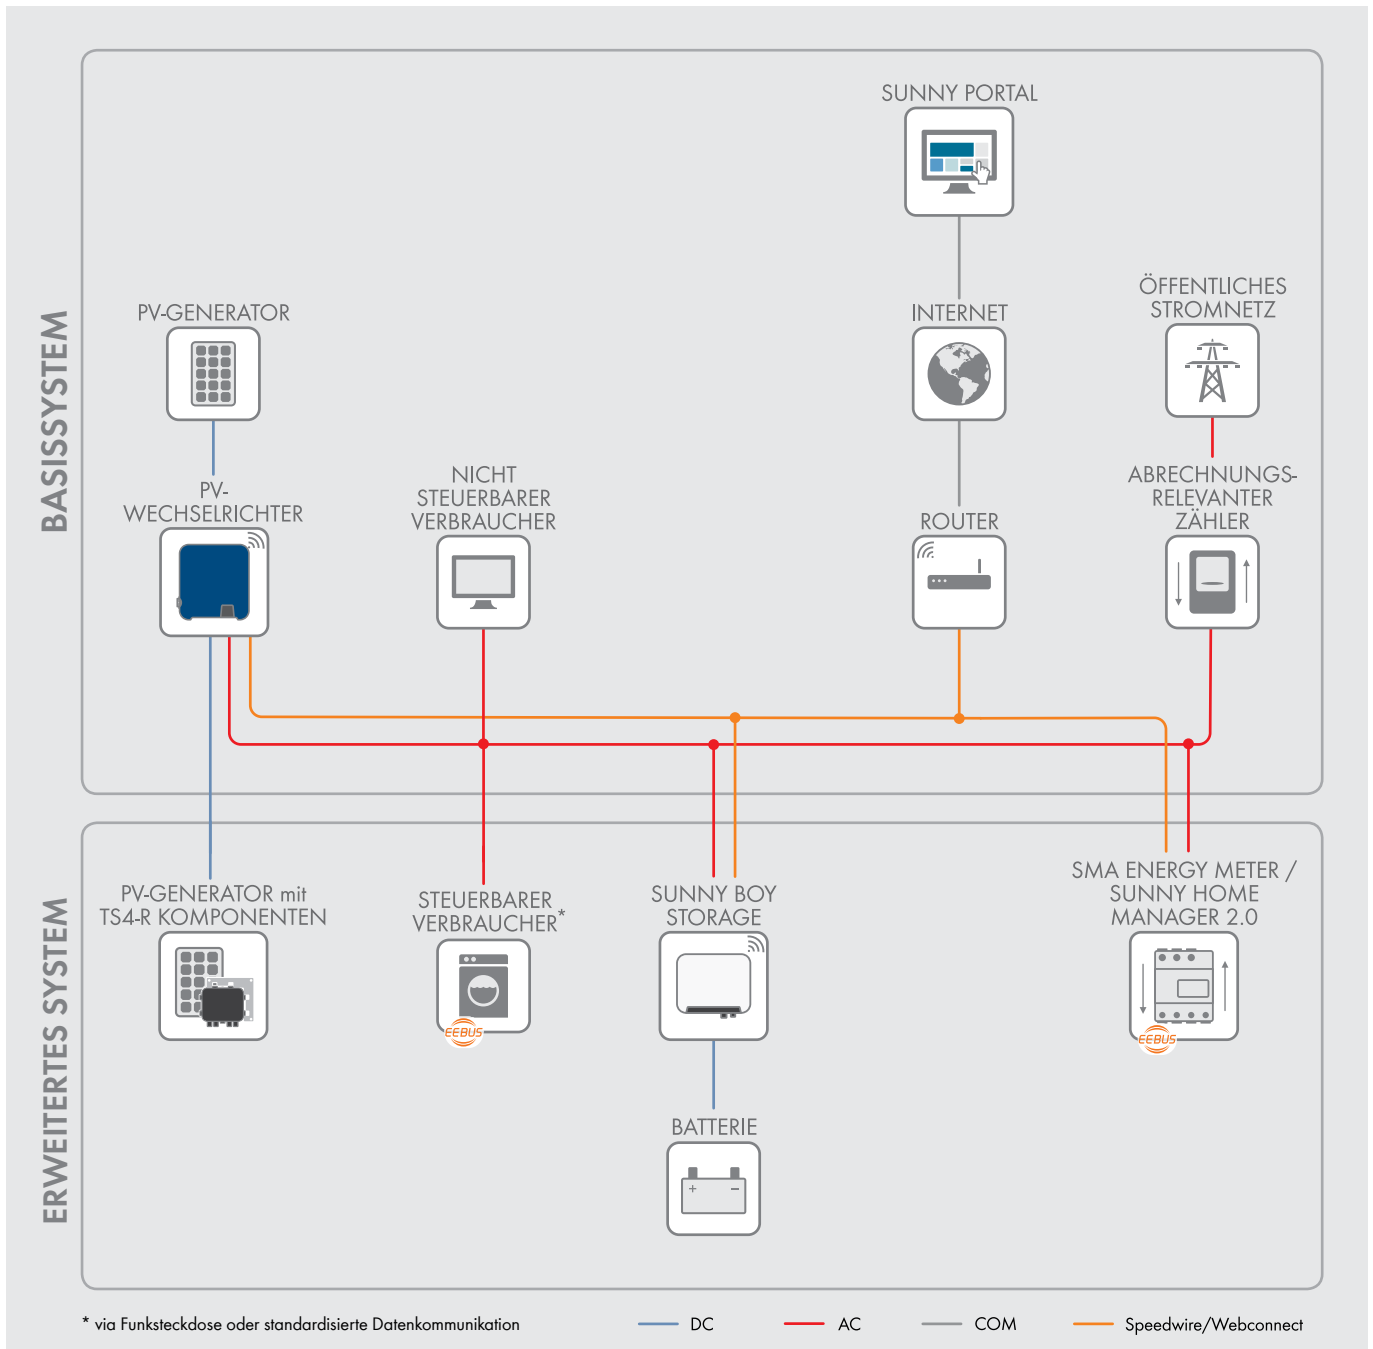 BASISSYSTEM
SUNNY PORTAL
PV-GENERATOR
INTERNET
ÖFFENTLICHES
STROMNETZ
PV-
WECHSELRICHTER
NICHT
STEUERBARER
VERBRAUCHER
ROUTER
ABRECHNUNGS-
RELEVANTER
ZÄHLER
ERWEITERTES SYSTEM
PV-GENERATOR mit
TS4-R KOMPONENTEN
STEUERBARER
VERBRAUCHER*
EEBUS
SUNNY BOY
STORAGE
SMA ENERGY METER /
SUNNY HOME
MANAGER 2.0
EEBUS
BATTERIE
+ −
* via Funksteckdose oder standardisierte Datenkommunikation
DC
AC
COM
Speedwire/Webconnect